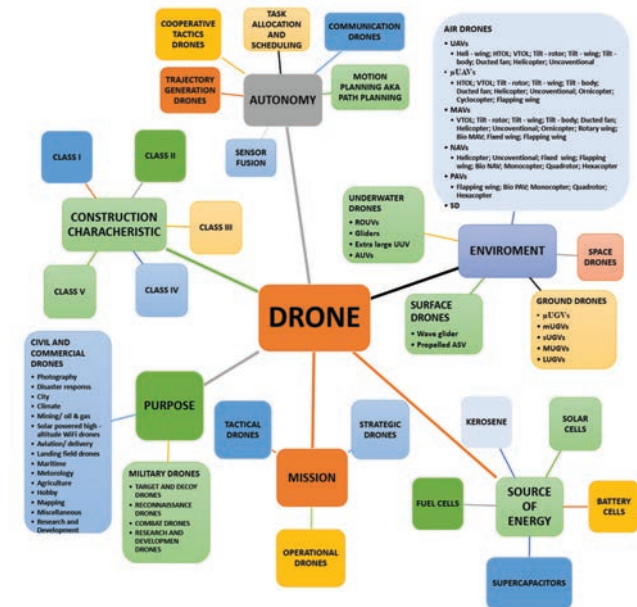 COOPERATIVE
TACTICS
DRONES
TASK
ALLOCATION
AND
SCHEDULING
COMMUNICATION
DRONES
TRAJECTORY
GENERATION
DRONES
AUTONOMY
MOTION
PLANNING AKA
PATH PLANNING
SENSOR
FUSION
AIR DRONES
• UAVs
• Heli - wing; HTOL; VTOL; Tilt - rotor; Tilt - wing; Tilt -
body; Ducted fan; Helicopter; Unconventional
• µUAVs
• HTOL; VTOL; Tilt - rotor; Tilt - wing; Tilt - body;
Ducted fan; Helicopter; Unconventional; Ornicopter;
Cyclocopter; Flapping wing
• MAVs
• VTOL; Tilt - rotor; Tilt - wing; Tilt - body; Ducted fan;
Helicopter; Unconventional; Ornicopter; Rotary wing;
Bio MAV; Fixed wing; Flapping wing
• NAVs
• Helicopter; Unconventional; Fixed wing; Flapping
wing; Bio NAV; Monocopter; Quadrotor; Hexacopter
• PAVs
• Flapping wing; Bio PAV; Monocopter; Quadrotor;
Hexacopter
• SD
CLASS I
CLASS II
CONSTRUCTION
CHARACHERISTIC
CLASS III
CLASS V
CLASS IV
UNDERWATER
DRONES
• ROUVs
• Gliders
• Extra large UUV
• AUVs
ENVIROMENT
SPACE
DRONES
SURFACE
DRONES
• Wave glider
• Propelled ASV
GROUND DRONES
• µUGVs
• mUGVs
• sUGVs
• MUGVs
• LUGVs
DRONE
CIVIL AND
COMMERCIAL
DRONES
• Photography
• Disaster respons
• City
• Climate
• Mining/ oil & gas
• Solar powered high -
altitude WiFi drones
• Aviation/ delivery
• Landing field drones
• Maritime
• Metorology
• Agriculture
• Hobby
• Mapping
• Miscellaneous
• Research and
Development
PURPOSE
MILITARY DRONES
• TARGET AND DECOY
DRONES
• RECONNAISSANCE
DRONES
• COMBAT DRONES
• RESEARCH AND
DEVELOPMEN
DRONES
TACTICAL
DRONES
STRATEGIC
DRONES
MISSION
OPERATIONAL
DRONES
KEROSENE
SOLAR
CELLS
FUEL CELLS
SOURCE
OF
ENERGY
BATTERY
CELLS
SUPERCAPACITORS